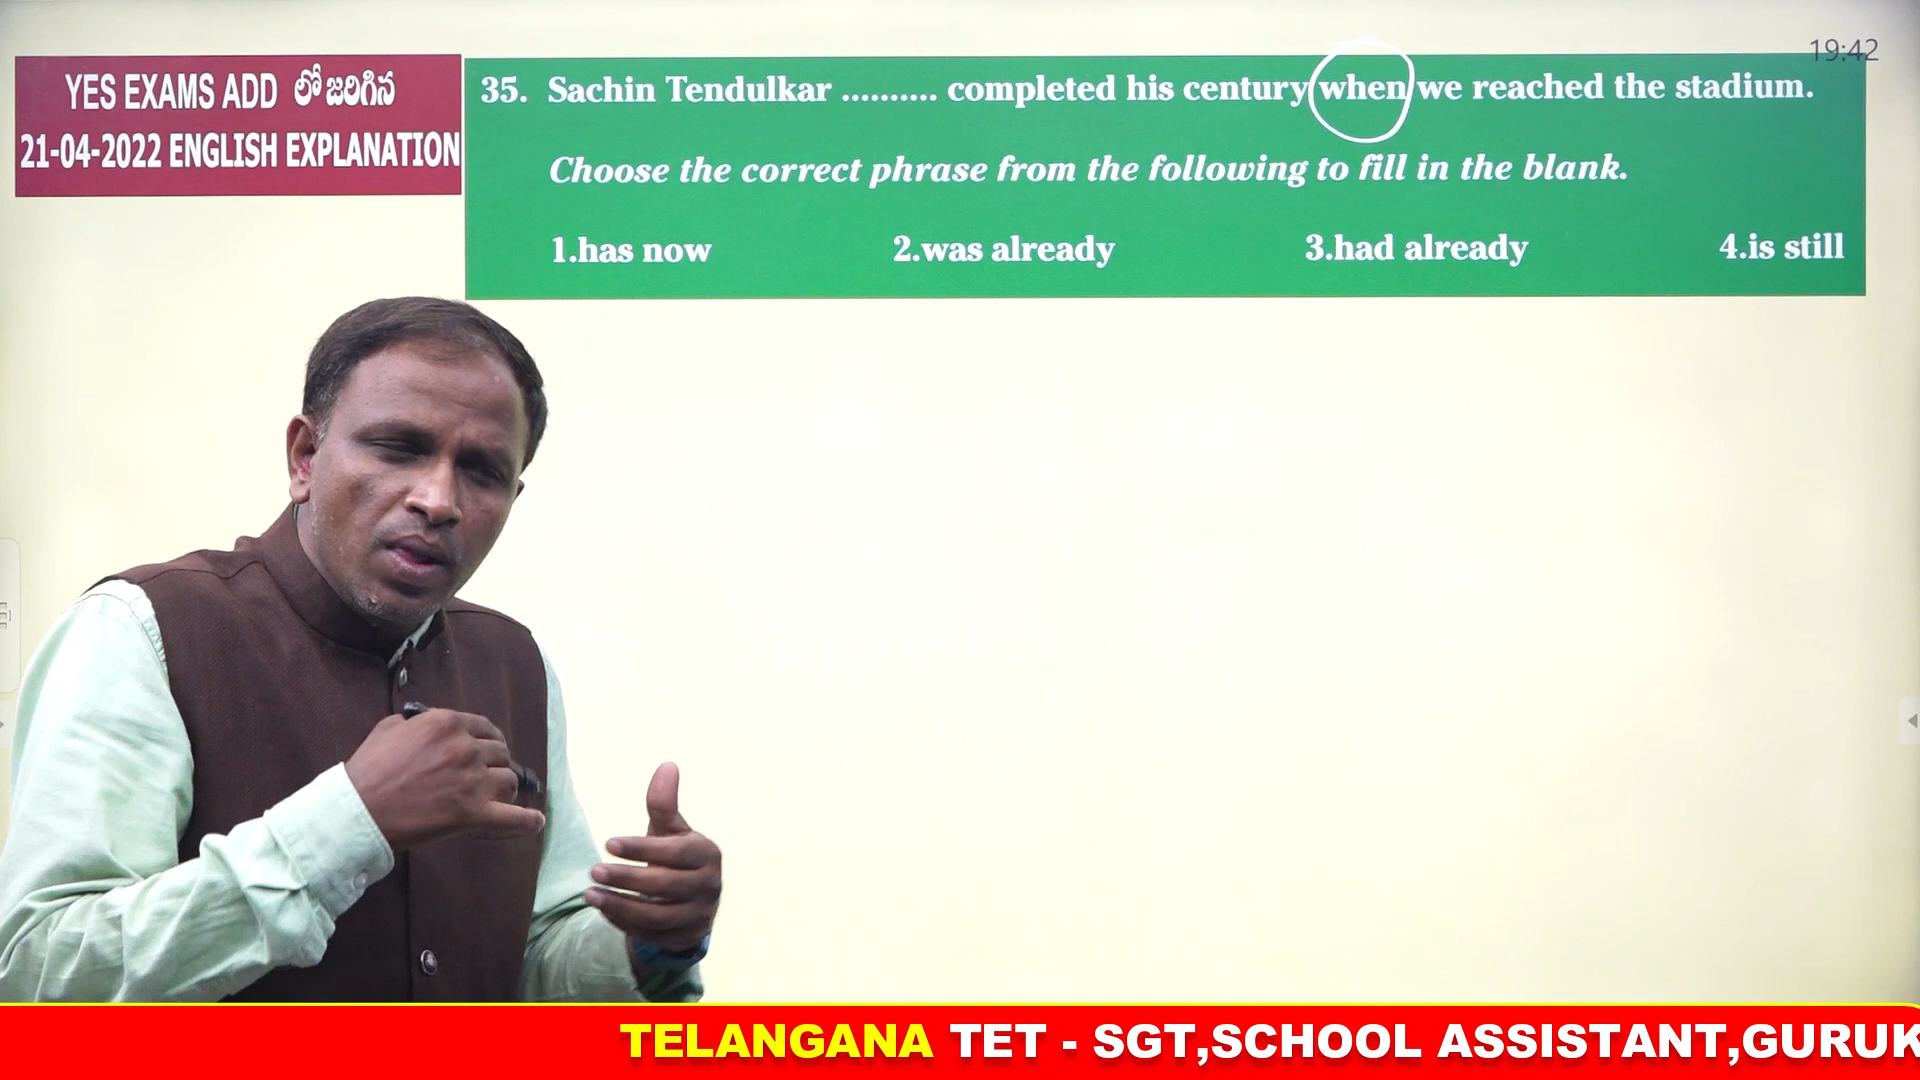 19:42
YES EXAMS ADD లో జరిగిన
21-04-2022 ENGLISH EXPLANATION
35. Sachin Tendulkar .......... completed his century when we reached the stadium.
Choose the correct phrase from the following to fill in the blank.
1.has now 2.was already 3.had already 4.is still
TELANGANA TET - SGT,SCHOOL ASSISTANT,GURUK